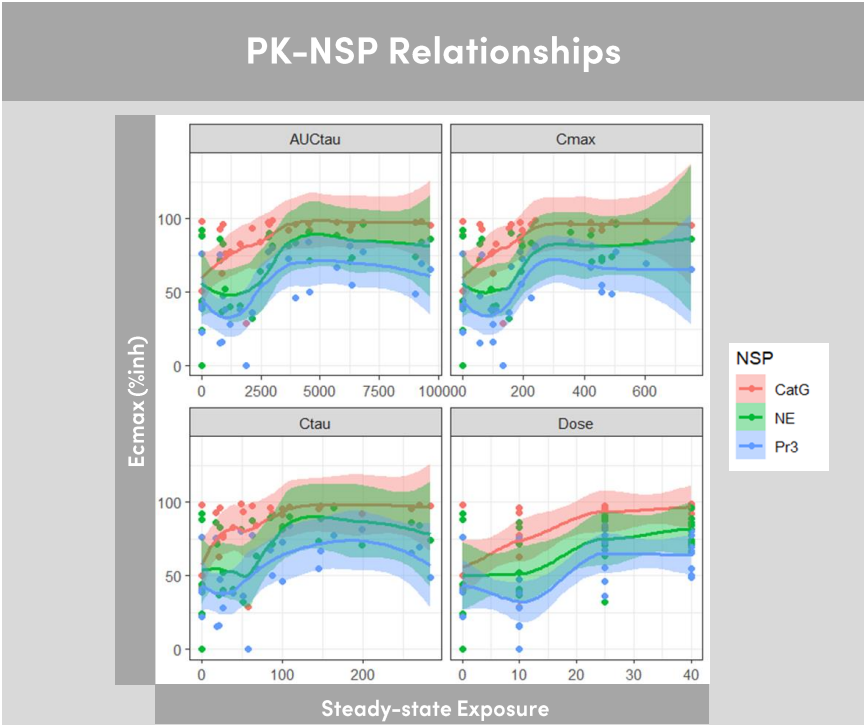 PK-NSP Relationships
AUCtau
Cmax
100
50
0
0 2500 5000 7500 10000
0 200 400 600
Ecmax (%inh)
NSP
CatG
NE
Pr3
Ctau
Dose
100
50
0
0 100 200
0 10 20 30 40
Steady-state Exposure